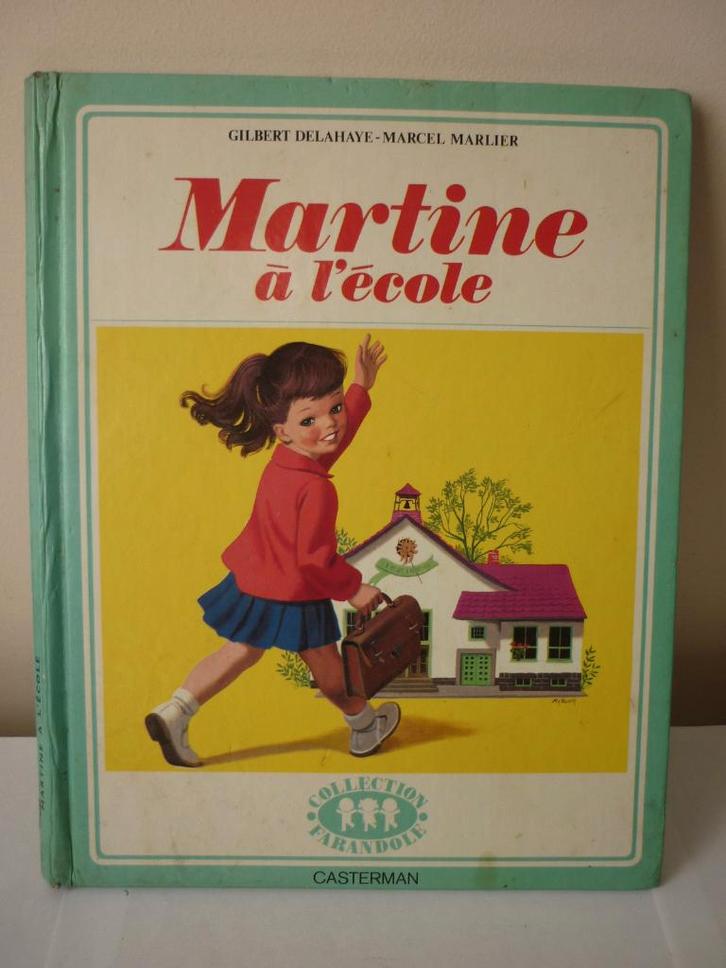 GILBERT DELAHAYE-MARCEL MARLIER
Martine
à l'école
COLLECTION
FARANDOLE
CASTERMAN
MARTINE A L'ÉCOLE